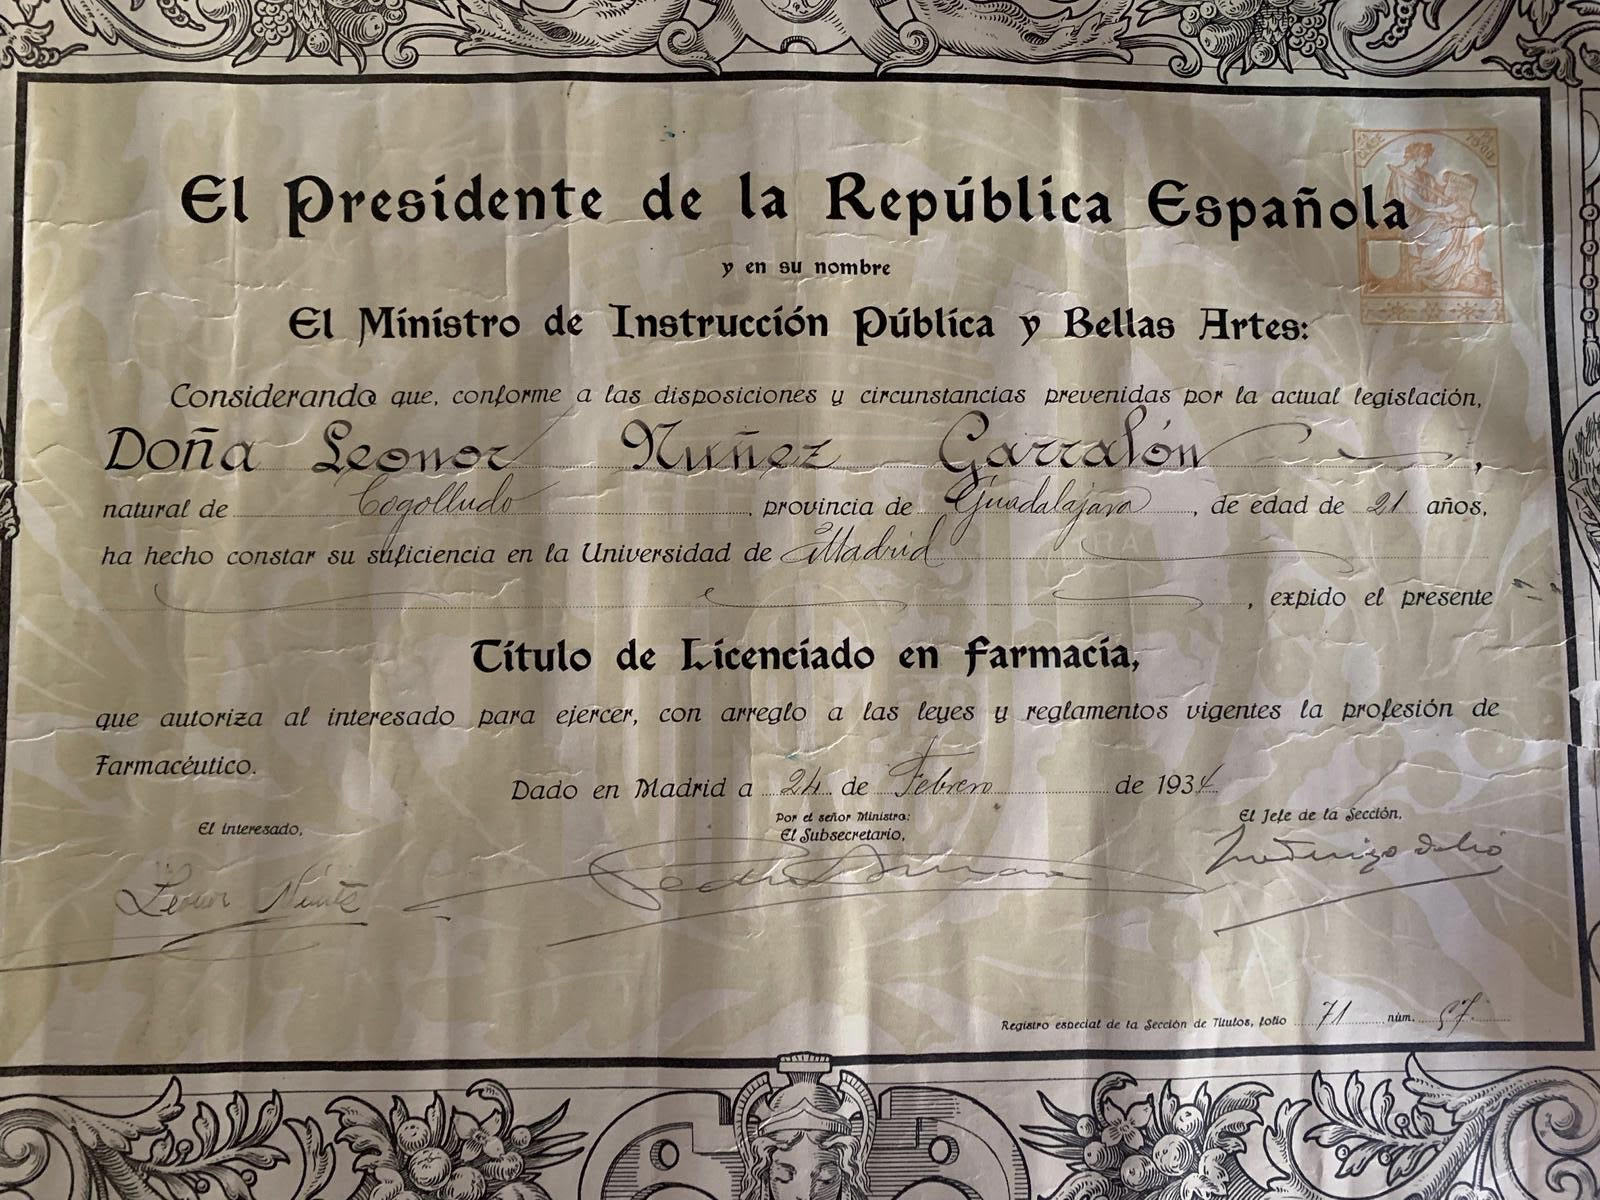 El Presidente de la República Española
y en su nombre
El Ministro de Instrucción Pública y Bellas Artes:
Considerando que, conforme a las disposiciones y circunstancias prevenidas por la actual legislación,
Doña Leonor Nuñez Garralón,
natural de Cogolludo, provincia de Guadalajara, de edad de 21 años,
ha hecho constar su suficiencia en la Universidad de Madrid
, expido el presente
Título de Licenciado en Farmacia,
que autoriza al interesado para ejercer, con arreglo a las leyes y reglamentos vigentes la profesión de
Farmacéutico.
Dado en Madrid a 24 de Febrero de 1934
El interesado,
Por el señor Ministro:
El Subsecretario,
El Jefe de la Sección,
Leonor Núñez
Registro especial de la Sección de Títulos, folio 71 núm. 97.